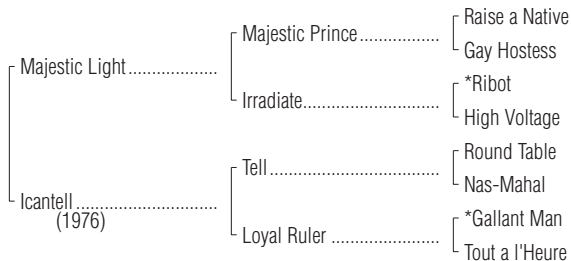 Raise a Native
Majestic Prince..................
Gay Hostess
Majestic Light....................
*Ribot
Irradiate..............................
High Voltage
Round Table
Tell......................................
Nas-Mahal
Icantell ...............................
(1976)
*Gallant Man
Loyal Ruler ........................
Tout a l'Heure